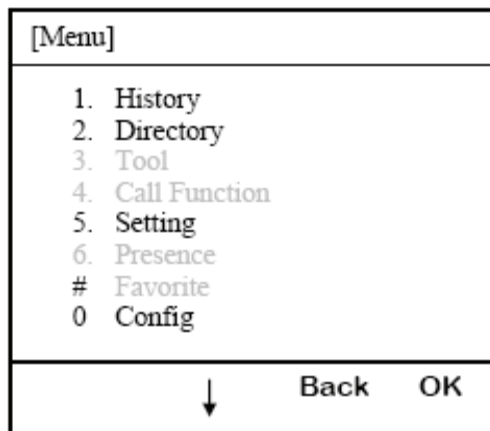 [Menu]
1. History
2. Directory
3. Tool
4. Call Function
5. Setting
6. Presence
# Favorite
0 Config
↓ Back OK